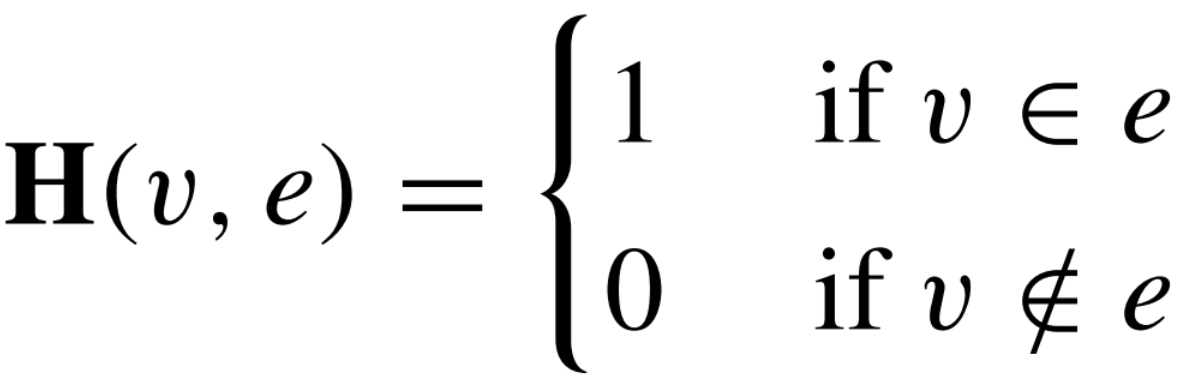 H(v, e) = { 1 if v ∈ e
0 if v ∉ e